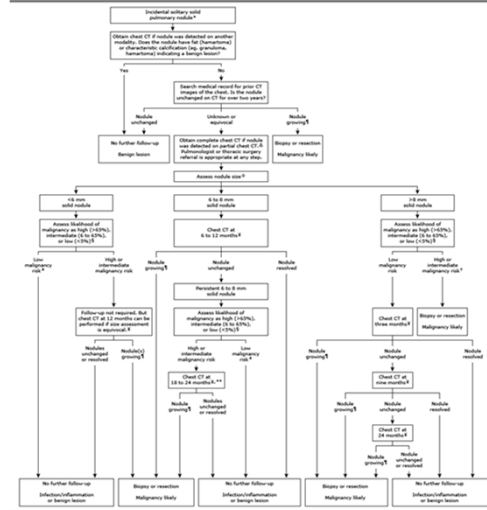 Incidental solitary solid
pulmonary nodule*
Obtain chest CT if nodule was detected on another
modality. Does the nodule have fat (hamartoma)
or characteristic calcification (eg, granuloma,
hamartoma) indicating a benign lesion?
Yes
No
Search medical record for prior CT
images of the chest. Is the nodule
unchanged on CT for over two years?
Nodule
unchanged
Unknown or
equivocal
Nodule
growing¶
No further follow-up
Benign lesion
Obtain complete chest CT if nodule
was detected on partial chest CT.
Pulmonologist or thoracic surgery
referral is appropriate at any step.
Biopsy or resection
Malignancy likely
Assess nodule size
<6 mm
solid nodule
6 to 8 mm
solid nodule
>8 mm
solid nodule
Assess likelihood of
malignancy as high (>65%),
intermediate (5 to 65%),
or low (<5%)§
Chest CT at
6 to 12 months¥
Assess likelihood of
malignancy as high (>65%),
intermediate (5 to 65%),
or low (<5%)§
Low
malignancy
risk
High or
intermediate
malignancy risk
Nodule
growing¶
Nodule
unchanged
Nodule
resolved
Low
malignancy
risk
High or
intermediate
malignancy risk
Persistent 6 to 8 mm
solid nodule
Follow-up not required. But
chest CT at 12 months can be
performed if size assessment
is equivocal.¥
Assess likelihood of
malignancy as high (>65%),
intermediate (5 to 65%),
or low (<5%)§
Chest CT at
three months¥
Biopsy or resection
Malignancy likely
Nodules
unchanged
or resolved
Nodule(s)
growing¶
High or
intermediate
malignancy risk
Low
malignancy
risk
Nodule
growing¶
Nodule
unchanged
Nodule
resolved
Chest CT at
18 to 24 months¥,**
Chest CT at
nine months¥
Nodule
growing¶
Nodules
unchanged
or resolved
Nodule
growing¶
Nodule
unchanged
Nodule
resolved
Chest CT at
24 months¥
Nodule
growing¶
Nodule
unchanged
or resolved
No further follow-up
Infection/inflammation
or benign lesion
Biopsy or resection
Malignancy likely
No further follow-up
Infection/inflammation
or benign lesion
Biopsy or resection
Malignancy likely
No further follow-up
Infection/inflammation
or benign lesion